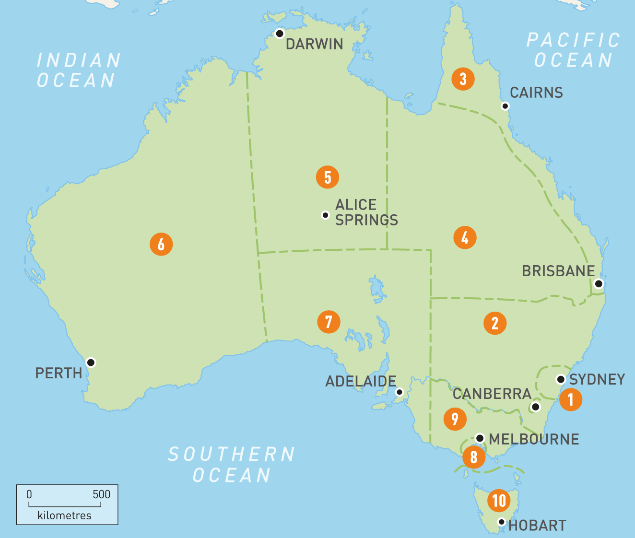 INDIAN
OCEAN
PACIFIC
OCEAN
DARWIN
3
CAIRNS
5
ALICE
SPRINGS
6
4
BRISBANE
7
2
PERTH
ADELAIDE
SYDNEY
CANBERRA
1
9
MELBOURNE
8
SOUTHERN
OCEAN
10
HOBART
0 500
kilometres